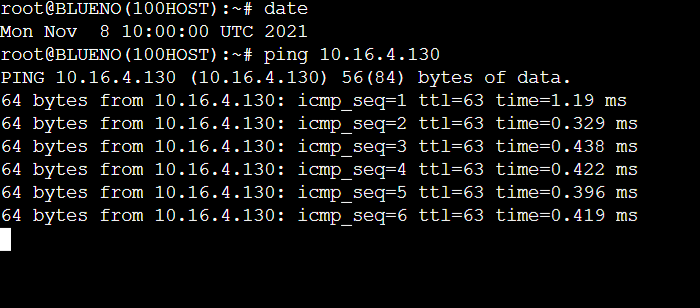 root@BLUENO(100HOST):~# date
Mon Nov  8 10:00:00 UTC 2021
root@BLUENO(100HOST):~# ping 10.16.4.130
PING 10.16.4.130 (10.16.4.130) 56(84) bytes of data.
64 bytes from 10.16.4.130: icmp_seq=1 ttl=63 time=1.19 ms
64 bytes from 10.16.4.130: icmp_seq=2 ttl=63 time=0.329 ms
64 bytes from 10.16.4.130: icmp_seq=3 ttl=63 time=0.438 ms
64 bytes from 10.16.4.130: icmp_seq=4 ttl=63 time=0.422 ms
64 bytes from 10.16.4.130: icmp_seq=5 ttl=63 time=0.396 ms
64 bytes from 10.16.4.130: icmp_seq=6 ttl=63 time=0.419 ms